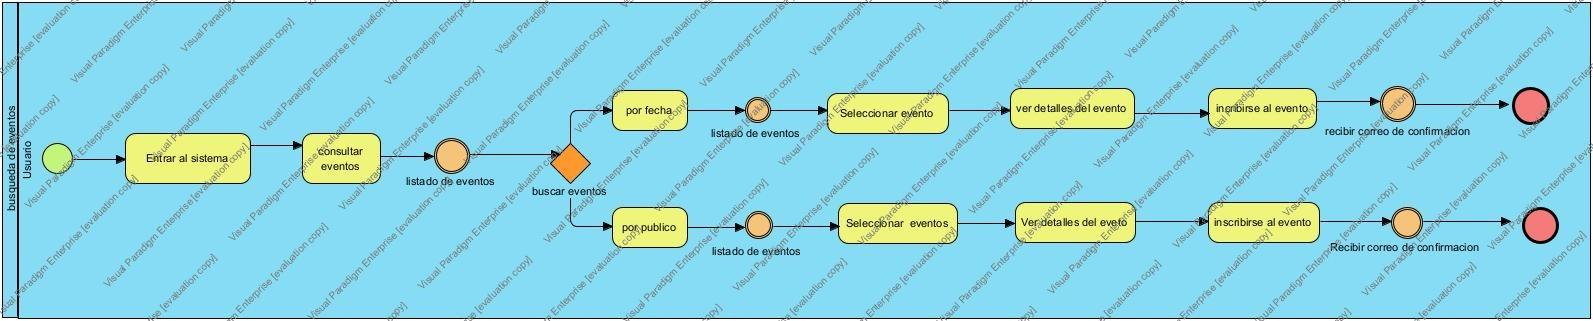 busqueda de eventos
Usuario
Entrar al sistema
consultar
eventos
listado de eventos
buscar eventos
por fecha
listado de eventos
Seleccionar evento
ver detalles del evento
incribirse al evento
recibir correo de confirmacion
por publico
listado de eventos
Seleccionar eventos
Ver detalles del eveto
inscribirse al evento
Recibir correo de confirmacion
Visual Paradigm Enterprise [evaluation copy]